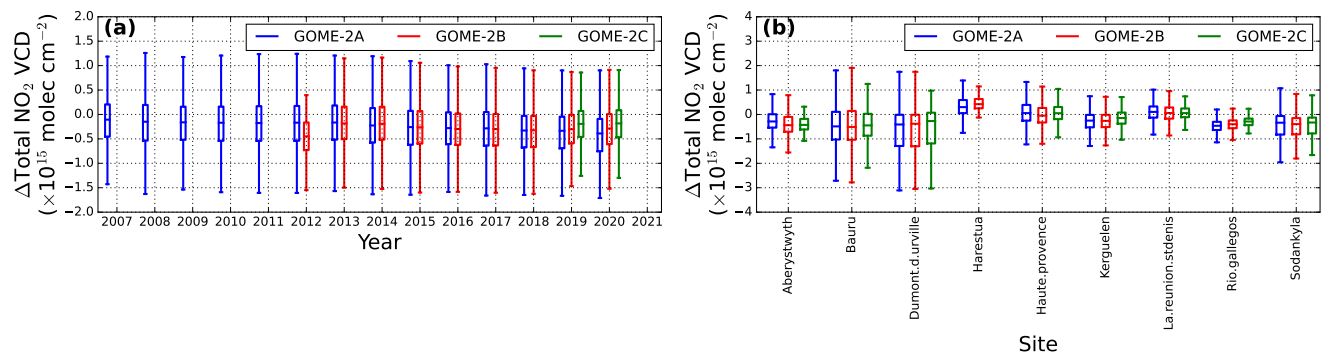 (a)
GOME-2A GOME-2B GOME-2C
ΔTotal NO₂ VCD
(×10¹⁵ molec cm⁻²)
2.0
1.5
1.0
0.5
0.0
−0.5
−1.0
−1.5
−2.0
2007 2008 2009 2010 2011 2012 2013 2014 2015 2016 2017 2018 2019 2020 2021
Year
(b)
GOME-2A GOME-2B GOME-2C
ΔTotal NO₂ VCD
(×10¹⁵ molec cm⁻²)
4
3
2
1
0
−1
−2
−3
−4
Aberystwyth
Bauru
Dumont.d.urville
Harestua
Haute.provence
Kerguelen
La.reunion.stdenis
Rio.gallegos
Sodankyla
Site